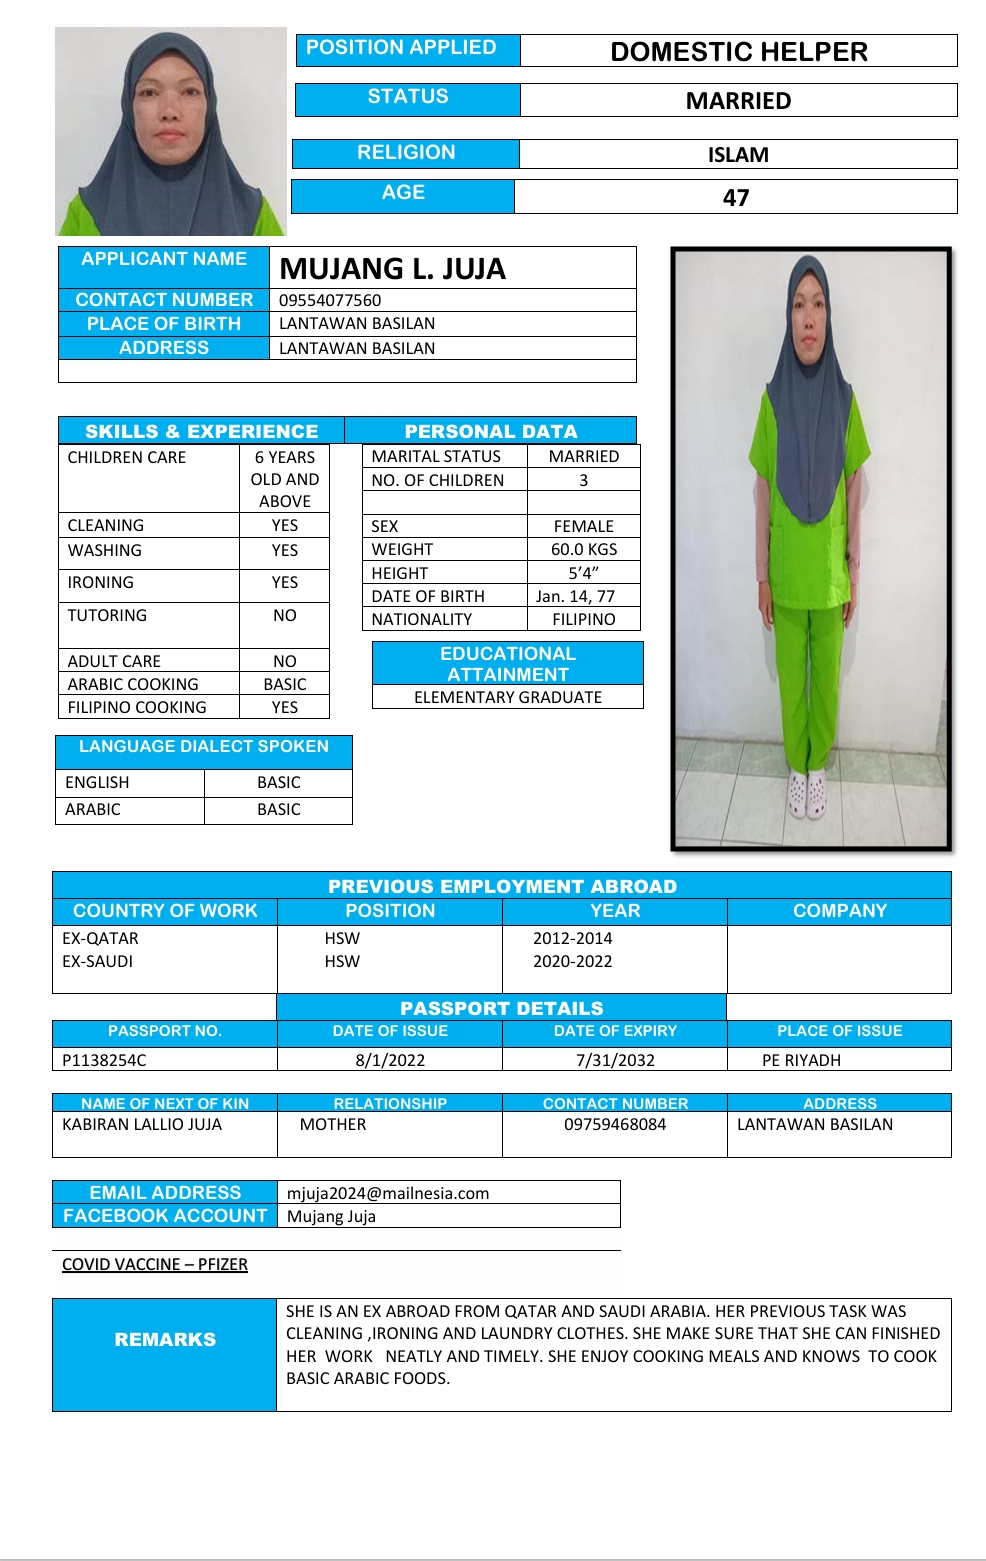 POSITION APPLIED DOMESTIC HELPER
STATUS MARRIED
RELIGION ISLAM
AGE 47
APPLICANT NAME MUJANG L. JUJA
CONTACT NUMBER 09554077560
PLACE OF BIRTH LANTAWAN BASILAN
ADDRESS LANTAWAN BASILAN
SKILLS & EXPERIENCE
CHILDREN CARE 6 YEARS
OLD AND
ABOVE
CLEANING YES
WASHING YES
IRONING YES
TUTORING NO
ADULT CARE NO
ARABIC COOKING BASIC
FILIPINO COOKING YES
PERSONAL DATA
MARITAL STATUS MARRIED
NO. OF CHILDREN 3
SEX FEMALE
WEIGHT 60.0 KGS
HEIGHT 5’4”
DATE OF BIRTH Jan. 14, 77
NATIONALITY FILIPINO
EDUCATIONAL
ATTAINMENT
ELEMENTARY GRADUATE
LANGUAGE DIALECT SPOKEN
ENGLISH BASIC
ARABIC BASIC
PREVIOUS EMPLOYMENT ABROAD
COUNTRY OF WORK POSITION YEAR COMPANY
EX-QATAR HSW 2012-2014
EX-SAUDI HSW 2020-2022
PASSPORT DETAILS
PASSPORT NO. DATE OF ISSUE DATE OF EXPIRY PLACE OF ISSUE
P1138254C 8/1/2022 7/31/2032 PE RIYADH
NAME OF NEXT OF KIN RELATIONSHIP CONTACT NUMBER ADDRESS
KABIRAN LALLIO JUJA MOTHER 09759468084 LANTAWAN BASILAN
EMAIL ADDRESS mjuja2024@mailnesia.com
FACEBOOK ACCOUNT Mujang Juja
COVID VACCINE – PFIZER
REMARKS
SHE IS AN EX ABROAD FROM QATAR AND SAUDI ARABIA. HER PREVIOUS TASK WAS
CLEANING ,IRONING AND LAUNDRY CLOTHES. SHE MAKE SURE THAT SHE CAN FINISHED
HER WORK NEATLY AND TIMELY. SHE ENJOY COOKING MEALS AND KNOWS TO COOK
BASIC ARABIC FOODS.